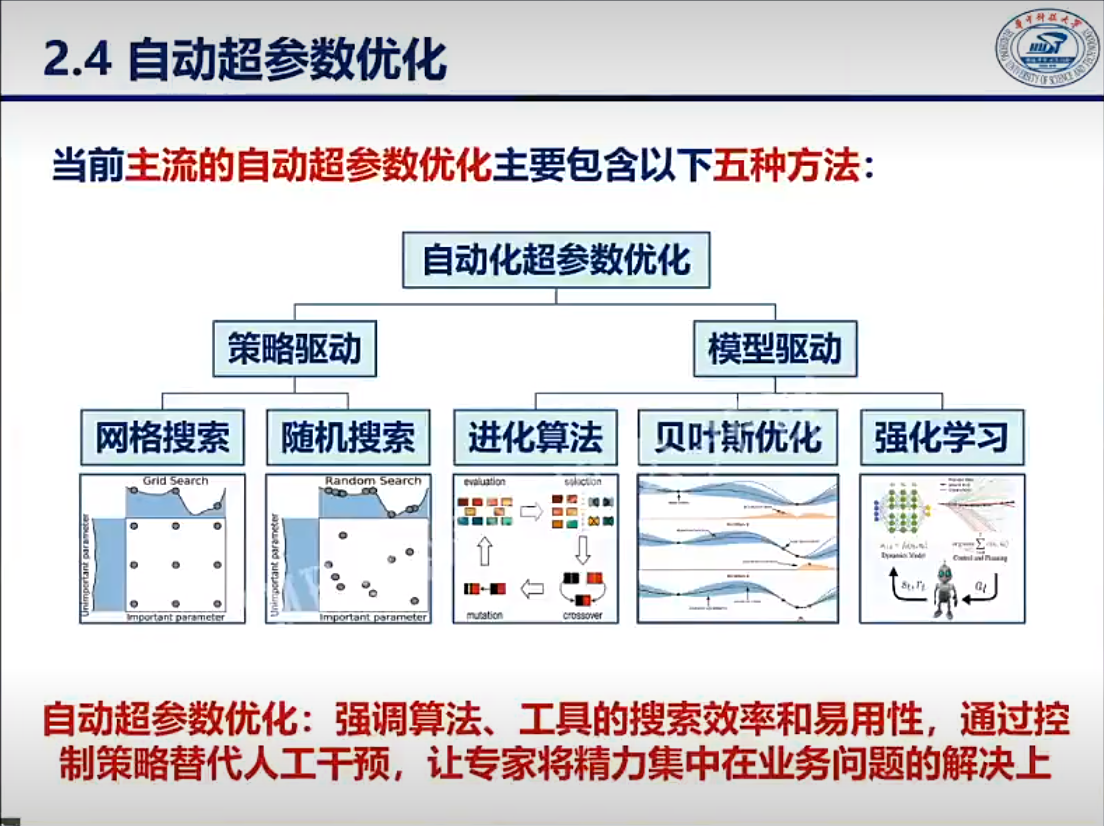 2.4 自动超参数优化
当前主流的自动超参数优化主要包含以下五种方法：
自动化超参数优化
策略驱动
模型驱动
网格搜索
随机搜索
进化算法
贝叶斯优化
强化学习
Grid Search
Unimportant parameter
Important parameter
Random Search
Unimportant parameter
Important parameter
evaluation
selection
mutation
crossover
Dynamics Model
Control and Planning
自动超参数优化：强调算法、工具的搜索效率和易用性，通过控
制策略替代人工干预，让专家将精力集中在业务问题的解决上